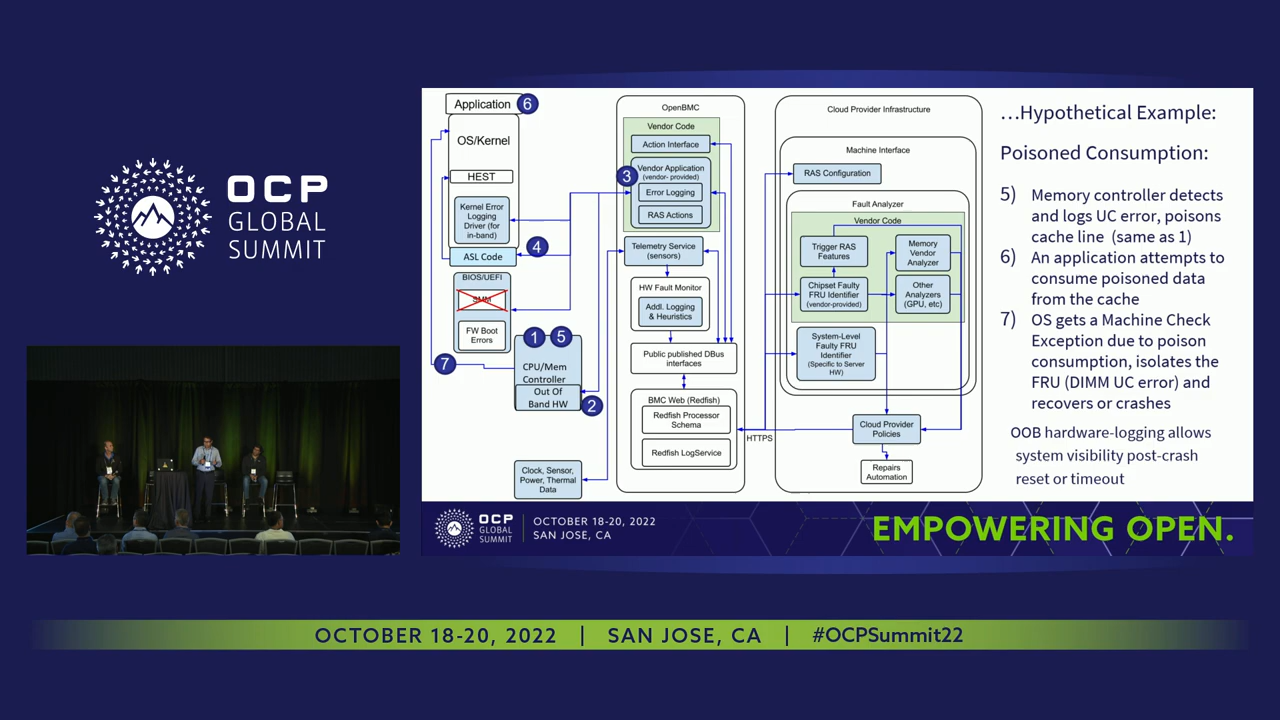 OCP
GLOBAL
SUMMIT
Application
6
OS/Kernel
HEST
Kernel Error
Logging
Driver (for
in-band)
4
ASL Code
BIOS/UEFI
SMM
FW Boot
Errors
1
5
7
CPU/Mem
Controller
Out Of
Band HW
2
Clock, Sensor,
Power, Thermal
Data
OpenBMC
Vendor Code
Action Interface
3
Vendor Application
(vendor- provided)
Error Logging
RAS Actions
Telemetry Service
(sensors)
HW Fault Monitor
Addl. Logging
& Heuristics
Public published DBus
interfaces
BMC Web (Redfish)
Redfish Processor
Schema
Redfish LogService
HTTPS
Cloud Provider Infrastructure
Machine Interface
RAS Configuration
Fault Analyzer
Vendor Code
Trigger RAS
Features
Memory
Vendor
Analyzer
Chipset Faulty
FRU Identifier
(vendor-provided)
Other
Analyzers
(GPU, etc)
System-Level
Faulty FRU
Identifier
(Specific to Server
HW)
Cloud Provider
Policies
Repairs
Automation
…Hypothetical Example:
Poisoned Consumption:
5) Memory controller detects
and logs UC error, poisons
cache line (same as 1)
6) An application attempts to
consume poisoned data
from the cache
7) OS gets a Machine Check
Exception due to poison
consumption, isolates the
FRU (DIMM UC error) and
recovers or crashes
OOB hardware-logging allows
system visibility post-crash
reset or timeout
OCP
GLOBAL
SUMMIT
OCTOBER 18-20, 2022
SAN JOSE, CA
EMPOWERING OPEN.
OCTOBER 18-20, 2022 | SAN JOSE, CA | #OCPSummit22